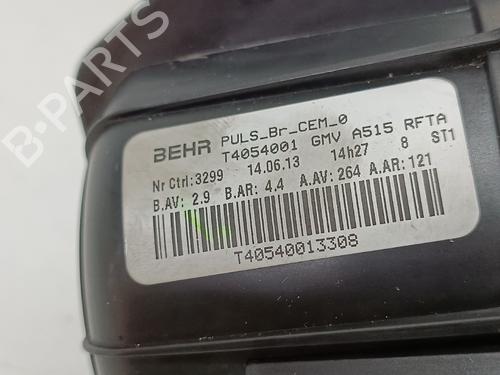 B-PARTS
BEHR PULS_Br_CEM_0
T4054001 GMV A515 RFTA
Nr Ctrl:3299 14.06.13 14h27 8 ST1
B.AV: 2.9 B.AR: 4.4 A.AV: 264 A.AR: 121
T40540013308
B-PARTS